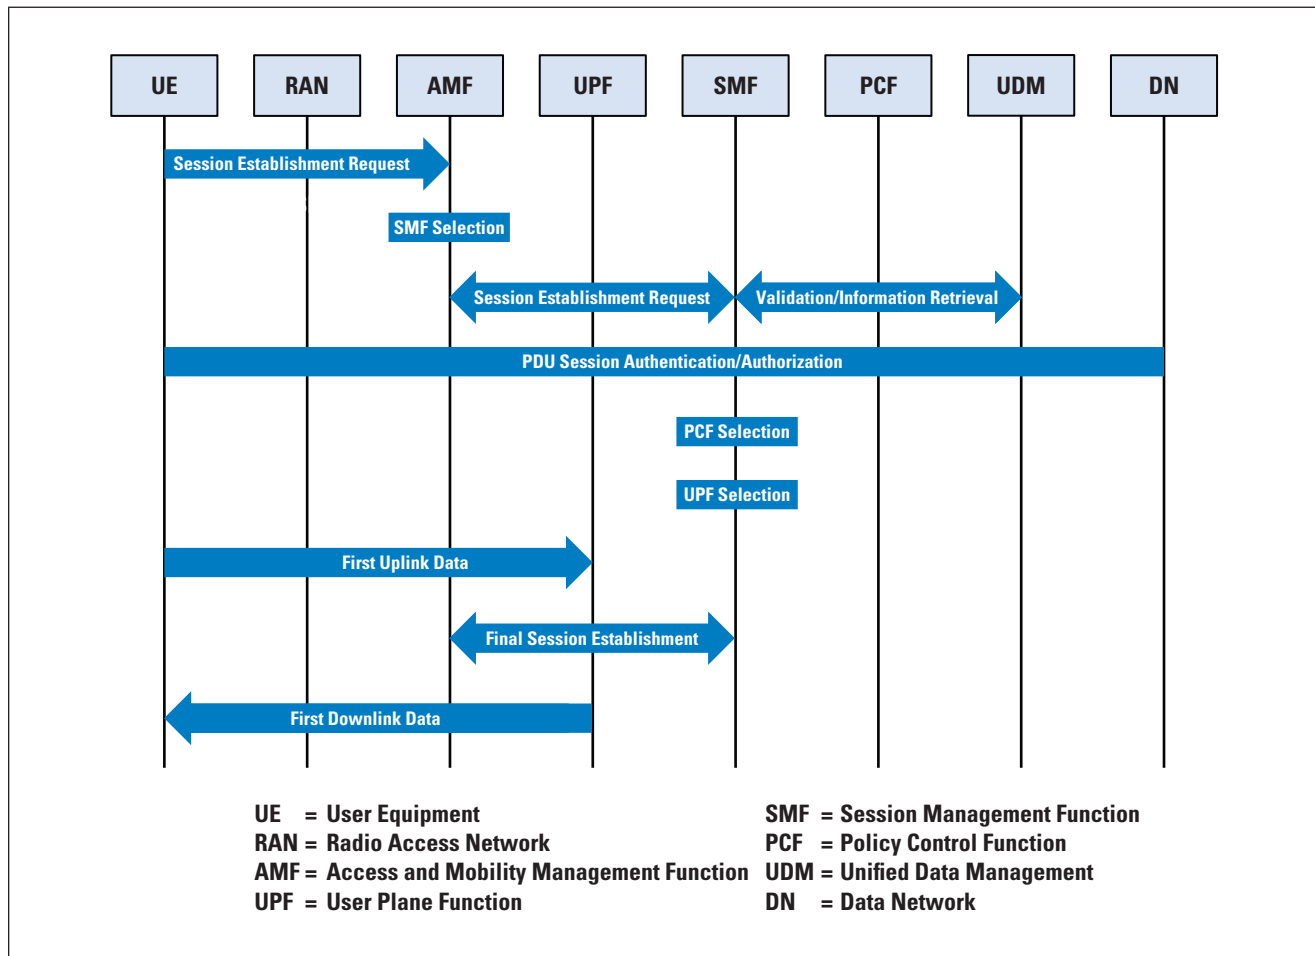 UE
RAN
AMF
UPF
SMF
PCF
UDM
DN
Session Establishment Request
SMF Selection
Session Establishment Request
Validation/Information Retrieval
PDU Session Authentication/Authorization
PCF Selection
UPF Selection
First Uplink Data
Final Session Establishment
First Downlink Data
UE = User Equipment
RAN = Radio Access Network
AMF = Access and Mobility Management Function
UPF = User Plane Function
SMF = Session Management Function
PCF = Policy Control Function
UDM = Unified Data Management
DN = Data Network